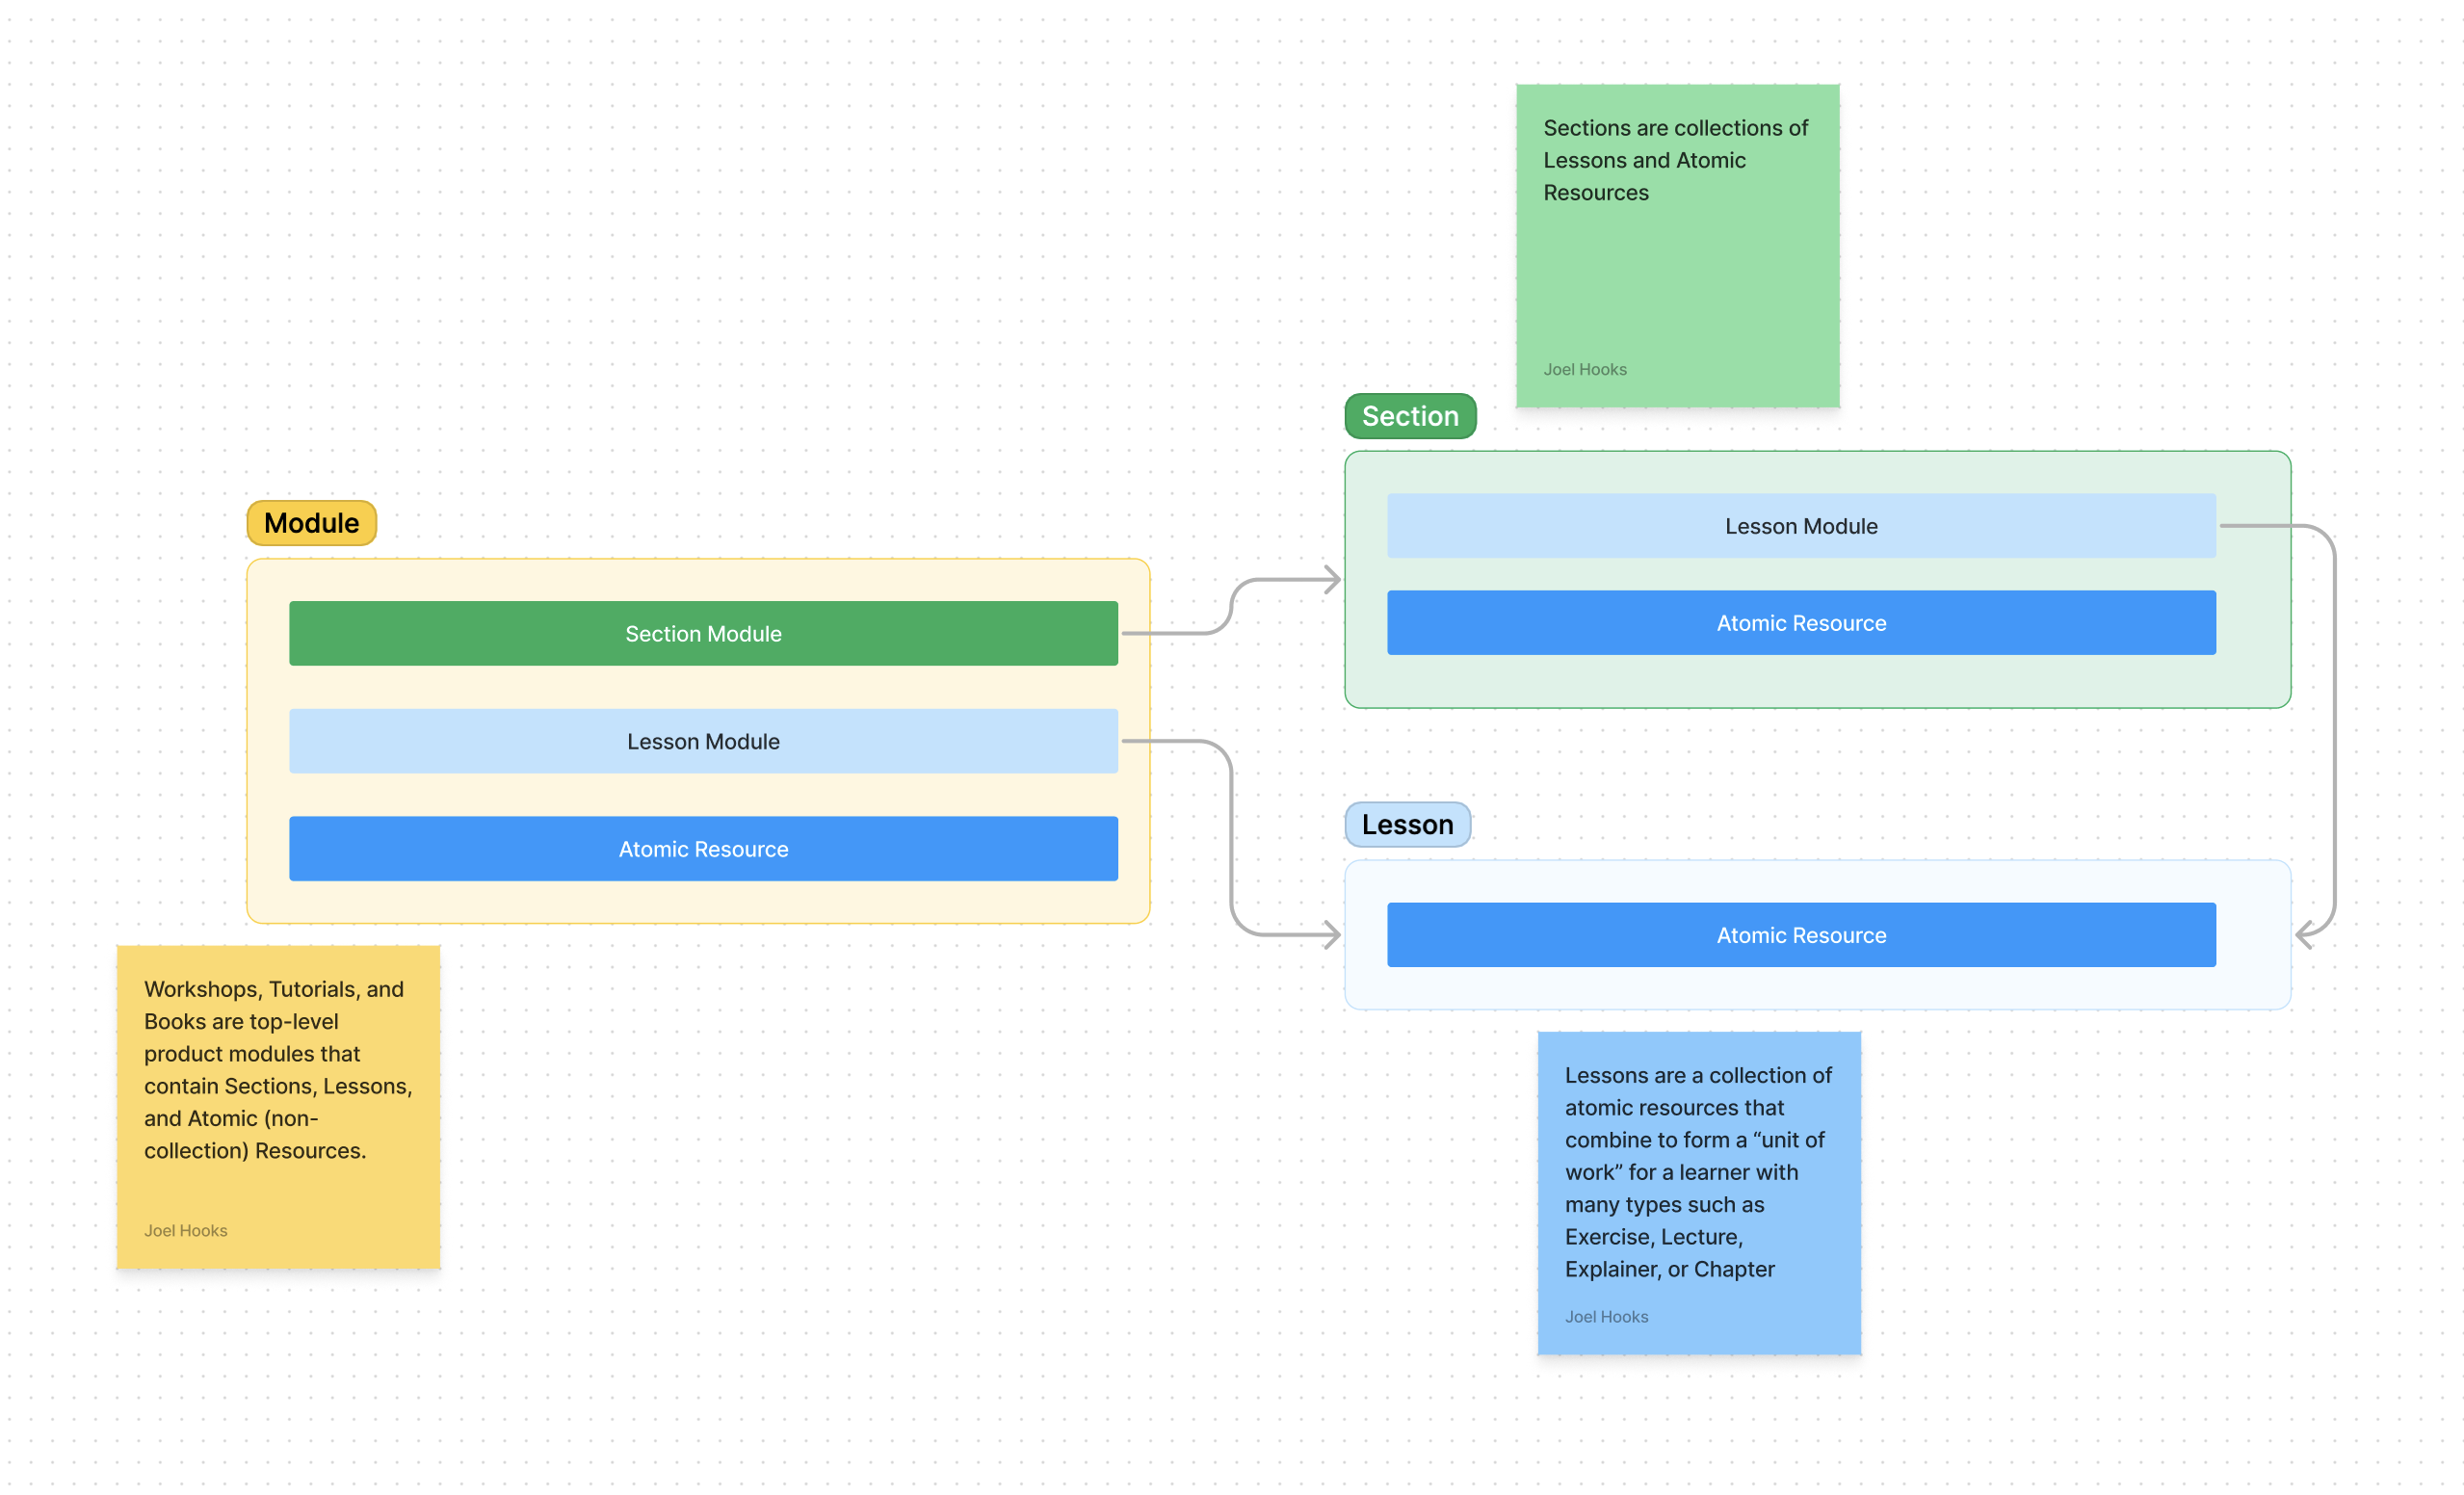 Sections are collections of
Lessons and Atomic
Resources
Joel Hooks
Section
Lesson Module
Atomic Resource
Module
Section Module
Lesson Module
Atomic Resource
Lesson
Atomic Resource
Workshops, Tutorials, and
Books are top-level
product modules that
contain Sections, Lessons,
and Atomic (non-
collection) Resources.
Joel Hooks
Lessons are a collection of
atomic resources that
combine to form a “unit of
work” for a learner with
many types such as
Exercise, Lecture,
Explainer, or Chapter
Joel Hooks